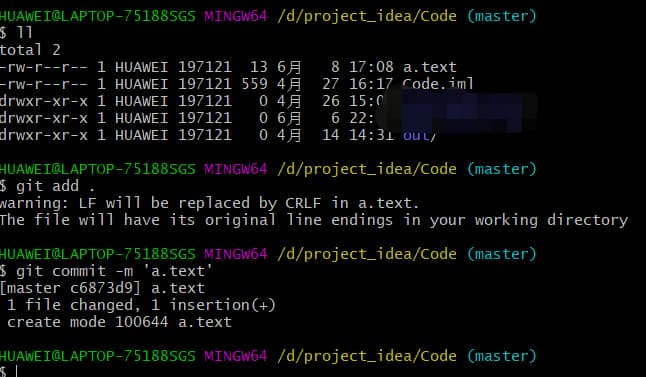 HUAWEI@LAPTOP-75188SGS MINGW64 /d/project_idea/Code (master)
$ ll
total 2
-rw-r--r-- 1 HUAWEI 197121  13 6月   8 17:08 a.text
-rw-r--r-- 1 HUAWEI 197121 559 4月  27 16:17 Code.iml
drwxr-xr-x 1 HUAWEI 197121   0 4月  26 15:0
drwxr-xr-x 1 HUAWEI 197121   0 6月   6 22:
drwxr-xr-x 1 HUAWEI 197121   0 4月  14 14:31 out/
HUAWEI@LAPTOP-75188SGS MINGW64 /d/project_idea/Code (master)
$ git add .
warning: LF will be replaced by CRLF in a.text.
The file will have its original line endings in your working directory
HUAWEI@LAPTOP-75188SGS MINGW64 /d/project_idea/Code (master)
$ git commit -m 'a.text'
[master c6873d9] a.text
 1 file changed, 1 insertion(+)
 create mode 100644 a.text
HUAWEI@LAPTOP-75188SGS MINGW64 /d/project_idea/Code (master)
$